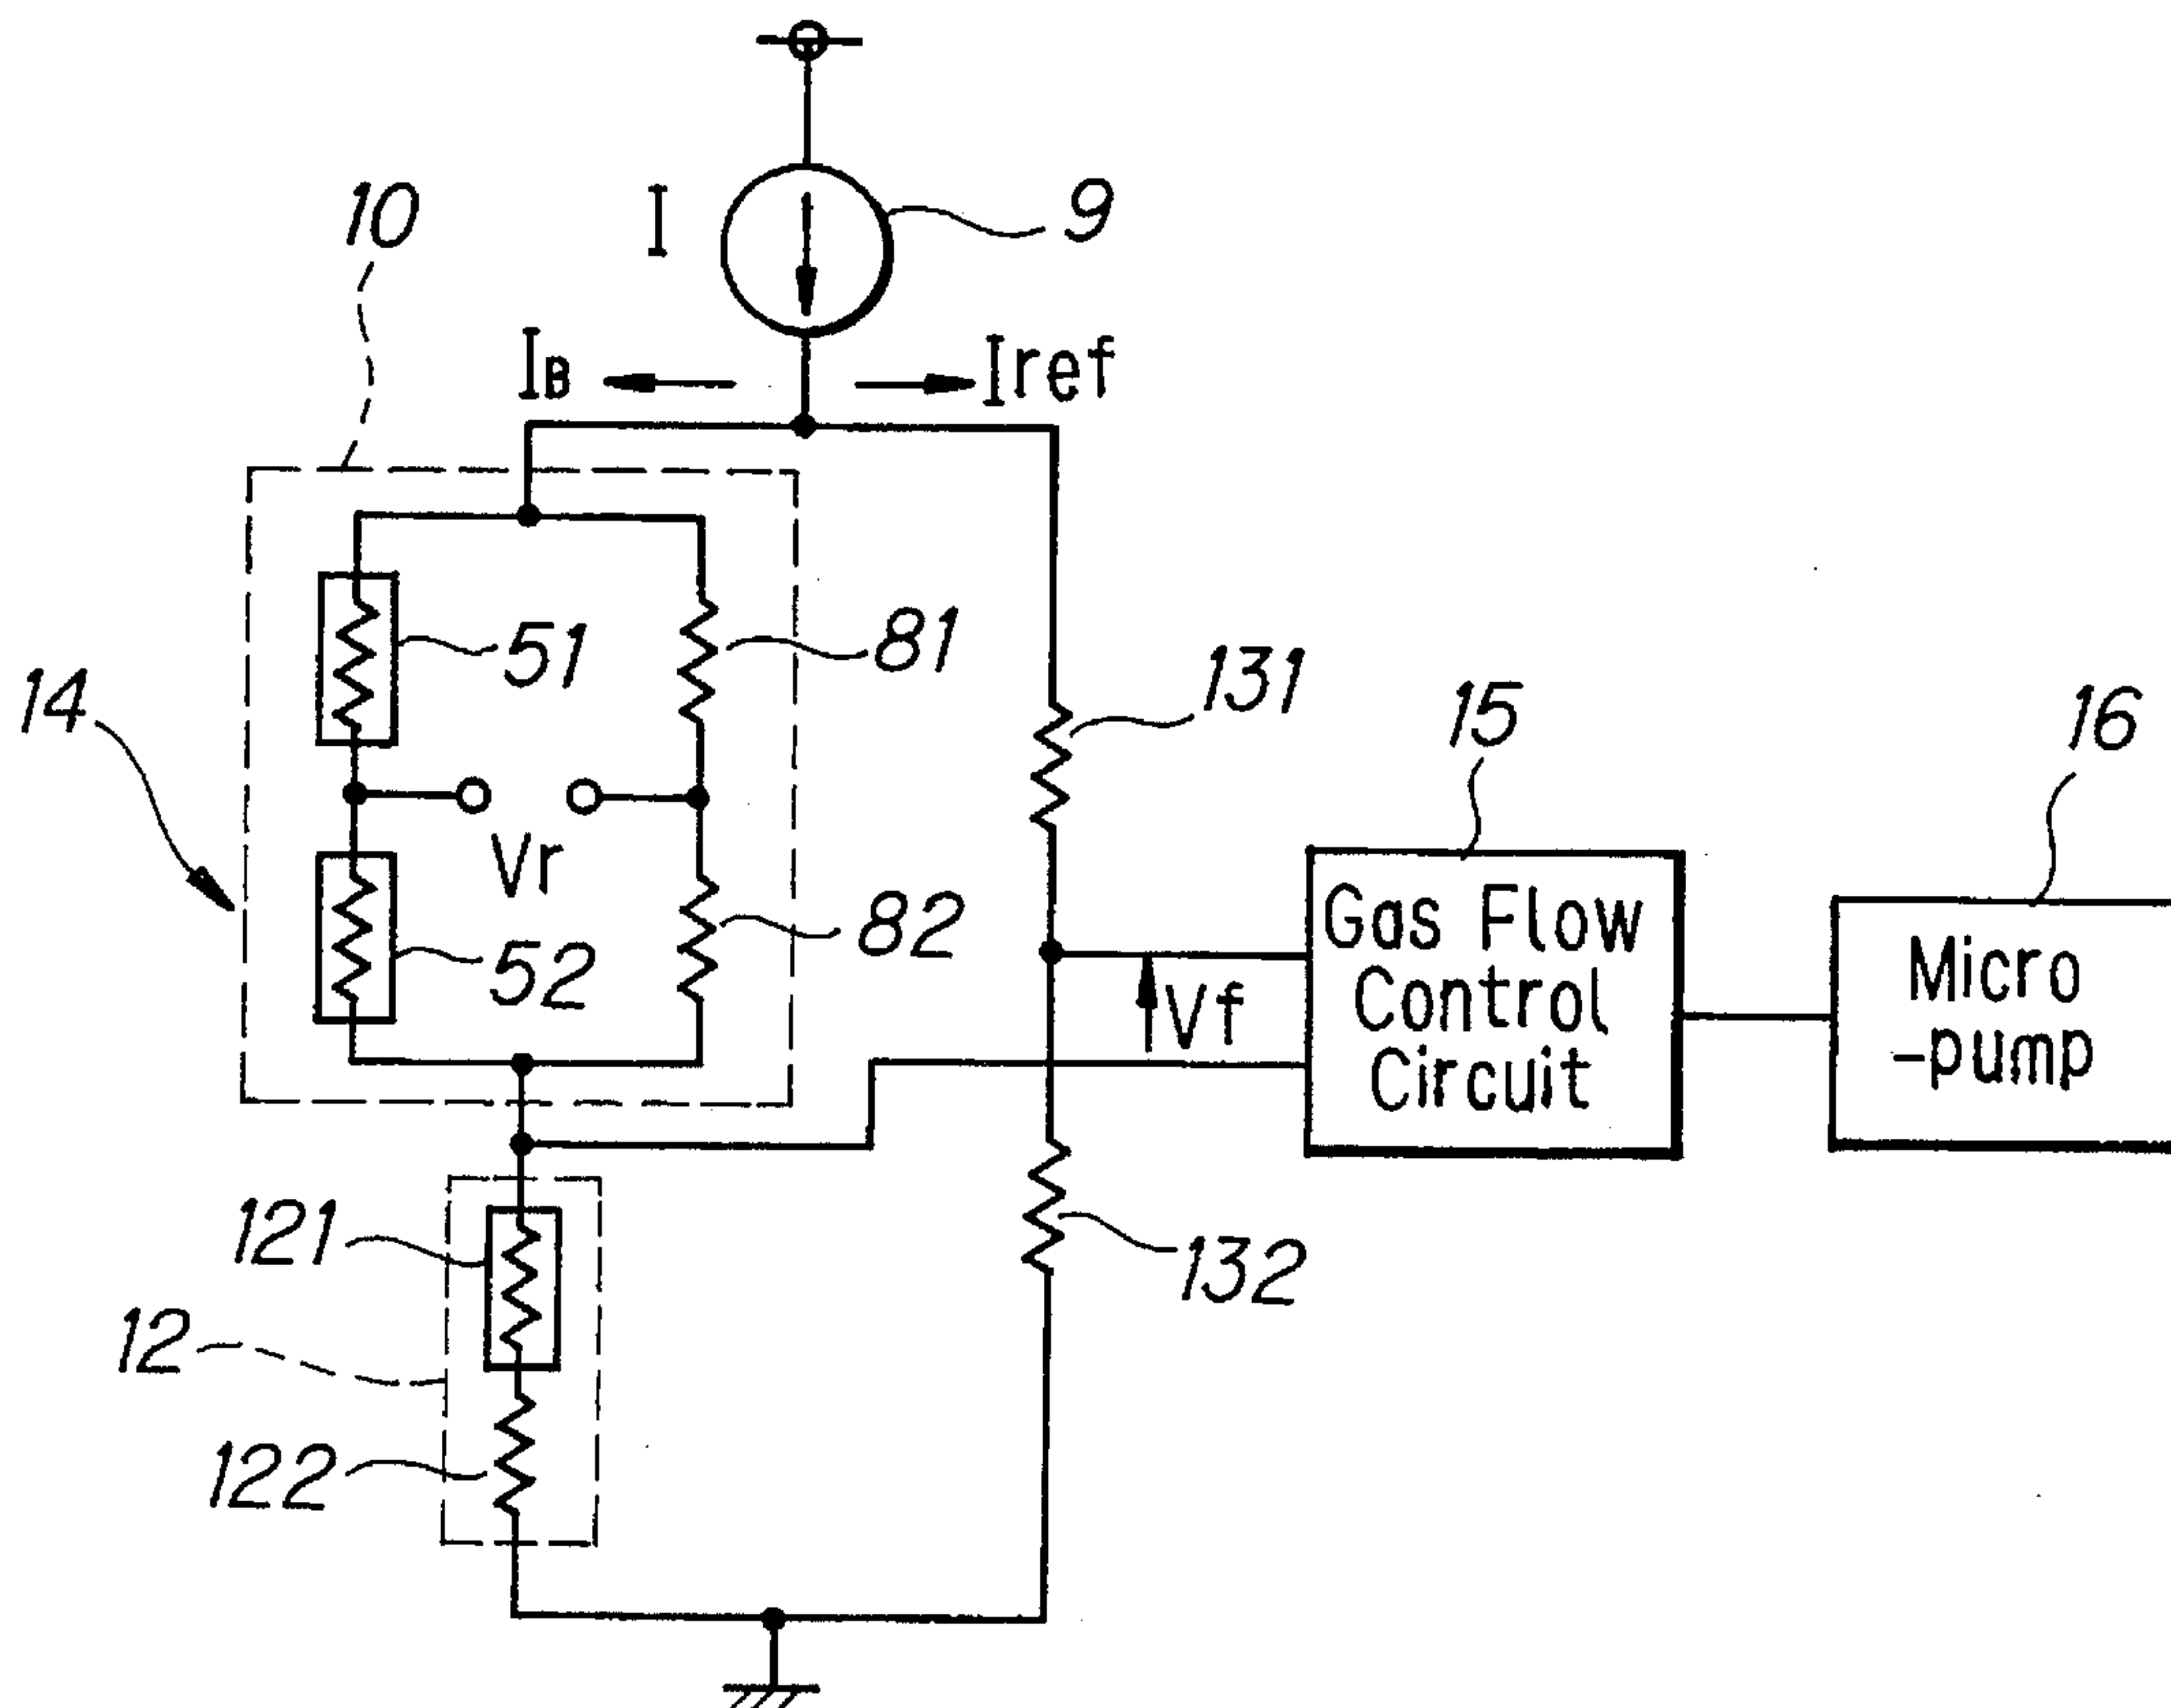 10
I
9
IB
Iref
51
81
14
131
15
16
Vr
52
82
Gas Flow
Control
Circuit
Vf
Micro
-pump
121
12
122
132